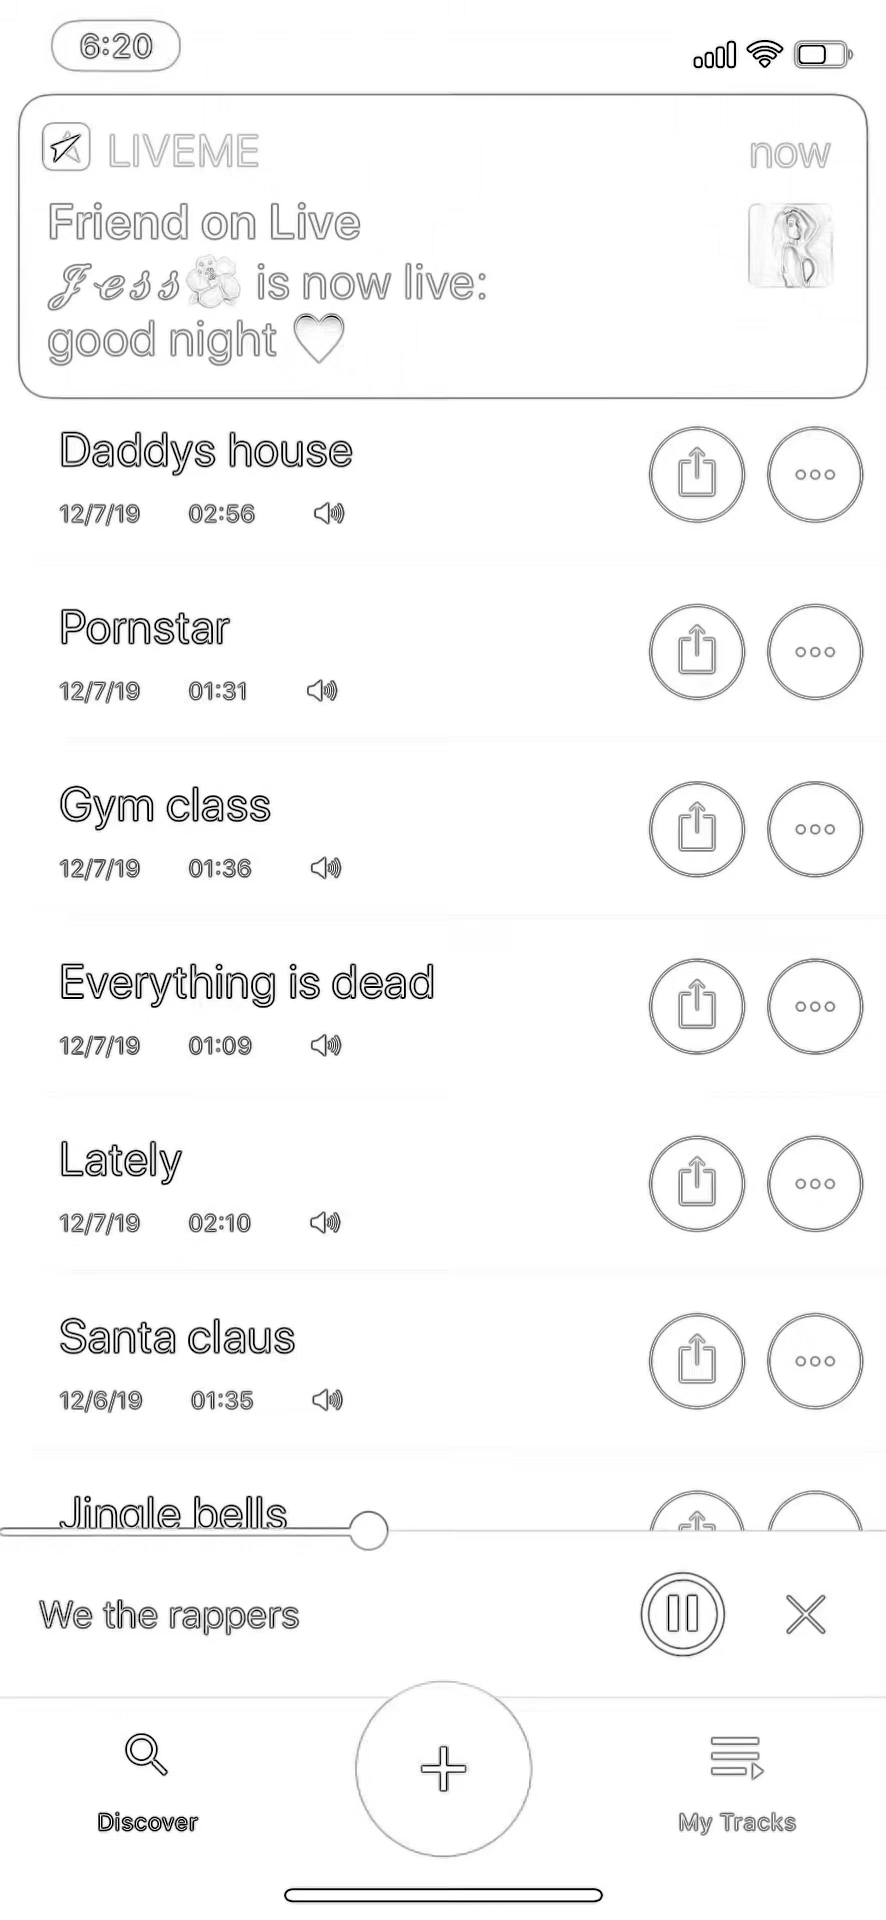 6:20
LIVEME now
Friend on Live
𝒥ess🌺 is now live:
good night 🤍
Daddys house
12/7/19 02:56
Pornstar
12/7/19 01:31
Gym class
12/7/19 01:36
Everything is dead
12/7/19 01:09
Lately
12/7/19 02:10
Santa claus
12/6/19 01:35
Jingle bells
We the rappers
Discover
My Tracks